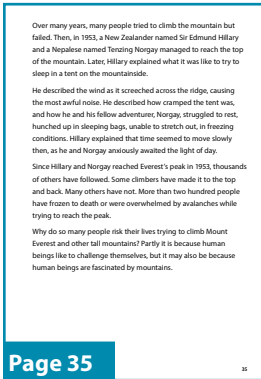 Over many years, many people tried to climb the mountain but
failed. Then, in 1953, a New Zealander named Sir Edmund Hillary
and a Nepalese named Tenzing Norgay managed to reach the top
of the mountain. Later, Hillary explained what it was like to try to
sleep in a tent on the mountainside.
He described the wind as it screeched across the ridge, causing
the most awful noise. He described how cramped the tent was,
and how he and his fellow adventurer, Norgay, struggled to rest,
hunched up in sleeping bags, unable to stretch out, in freezing
conditions. Hillary explained that time seemed to move slowly
then, as he and Norgay anxiously awaited the light of day.
Since Hillary and Norgay reached Everest's peak in 1953, thousands
of others have followed. Some climbers have made it to the top
and back. Many others have not. More than two hundred people
have frozen to death or were overwhelmed by avalanches while
trying to reach the peak.
Why do so many people risk their lives trying to climb Mount
Everest and other tall mountains? Partly it is because human
beings like to challenge themselves, but it may also be because
human beings are fascinated by mountains.
Page 35
35